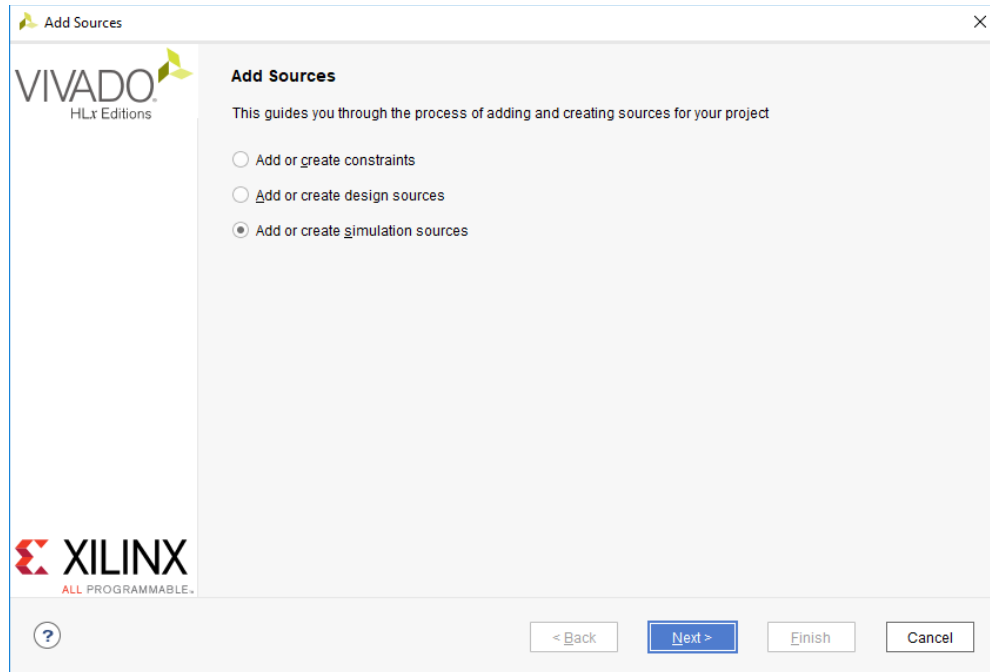 Add Sources
VIVADO
HLx Editions
Add Sources
This guides you through the process of adding and creating sources for your project
Add or create constraints
Add or create design sources
Add or create simulation sources
XILINX
ALL PROGRAMMABLE™
?
< Back
Next >
Finish
Cancel